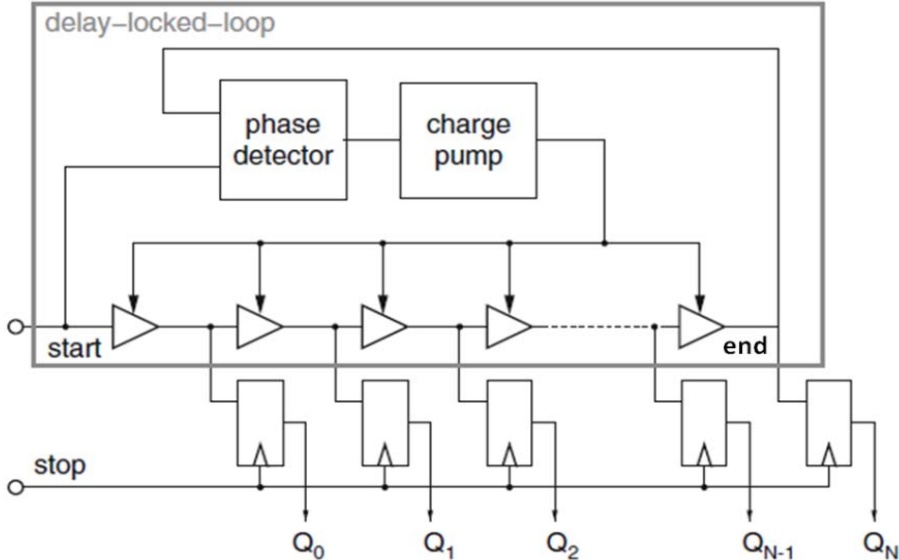 delay–locked–loop
phase
detector
charge
pump
start
end
stop
Q0
Q1
Q2
QN-1
QN